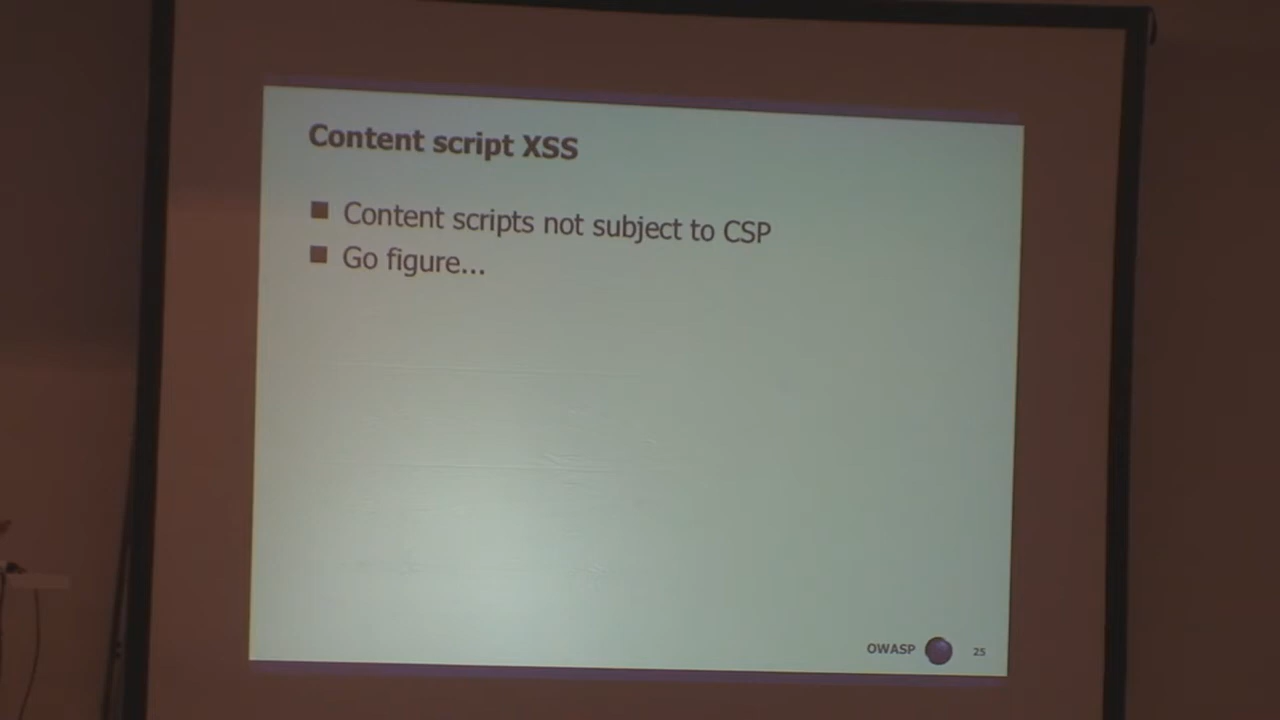 Content script XSS
Content scripts not subject to CSP
Go figure...
OWASP
25